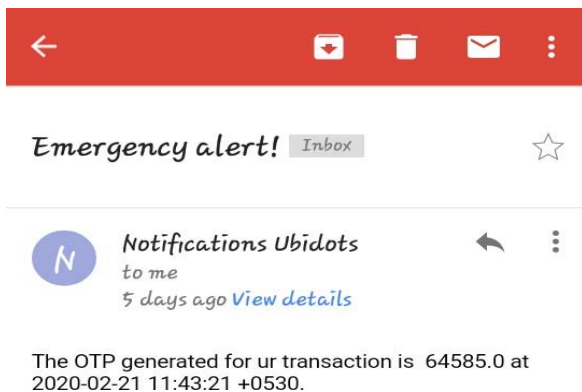 Emergency alert! Inbox
N
Notifications Ubidots
to me
5 days ago View details
The OTP generated for ur transaction is 64585.0 at
2020-02-21 11:43:21 +0530.